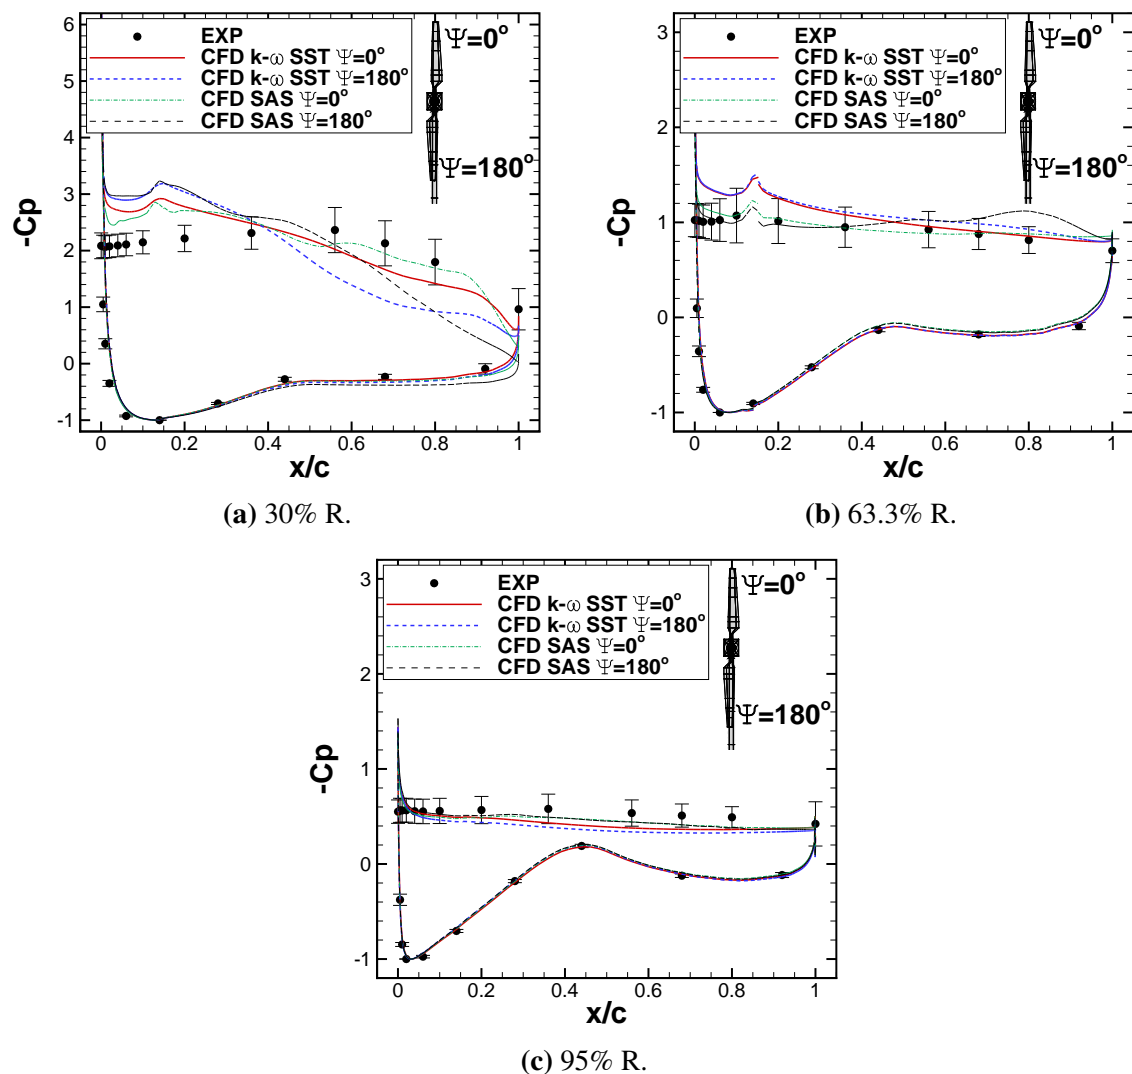 EXP
CFD k-ω SST Ψ=0°
CFD k-ω SST Ψ=180°
CFD SAS Ψ=0°
CFD SAS Ψ=180°
Ψ=0°
Ψ=180°
-Cp
6
5
4
3
2
1
0
-1
0 0.2 0.4 0.6 0.8 1
x/c
(a) 30% R.
EXP
CFD k-ω SST Ψ=0°
CFD k-ω SST Ψ=180°
CFD SAS Ψ=0°
CFD SAS Ψ=180°
Ψ=0°
Ψ=180°
-Cp
3
2
1
0
-1
0 0.2 0.4 0.6 0.8 1
x/c
(b) 63.3% R.
EXP
CFD k-ω SST Ψ=0°
CFD k-ω SST Ψ=180°
CFD SAS Ψ=0°
CFD SAS Ψ=180°
Ψ=0°
Ψ=180°
-Cp
3
2
1
0
-1
0 0.2 0.4 0.6 0.8 1
x/c
(c) 95% R.